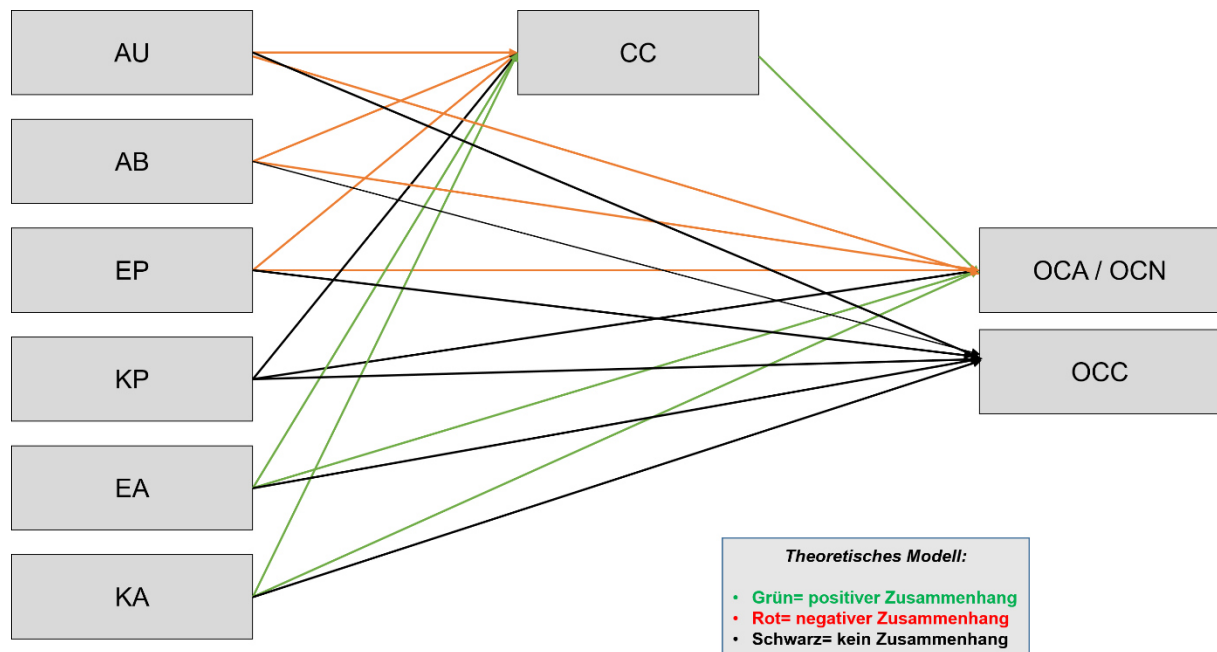 AU
CC
AB
EP
OCA / OCN
KP
OCC
EA
KA
Theoretisches Modell:
• Grün= positiver Zusammenhang
• Rot= negativer Zusammenhang
• Schwarz= kein Zusammenhang